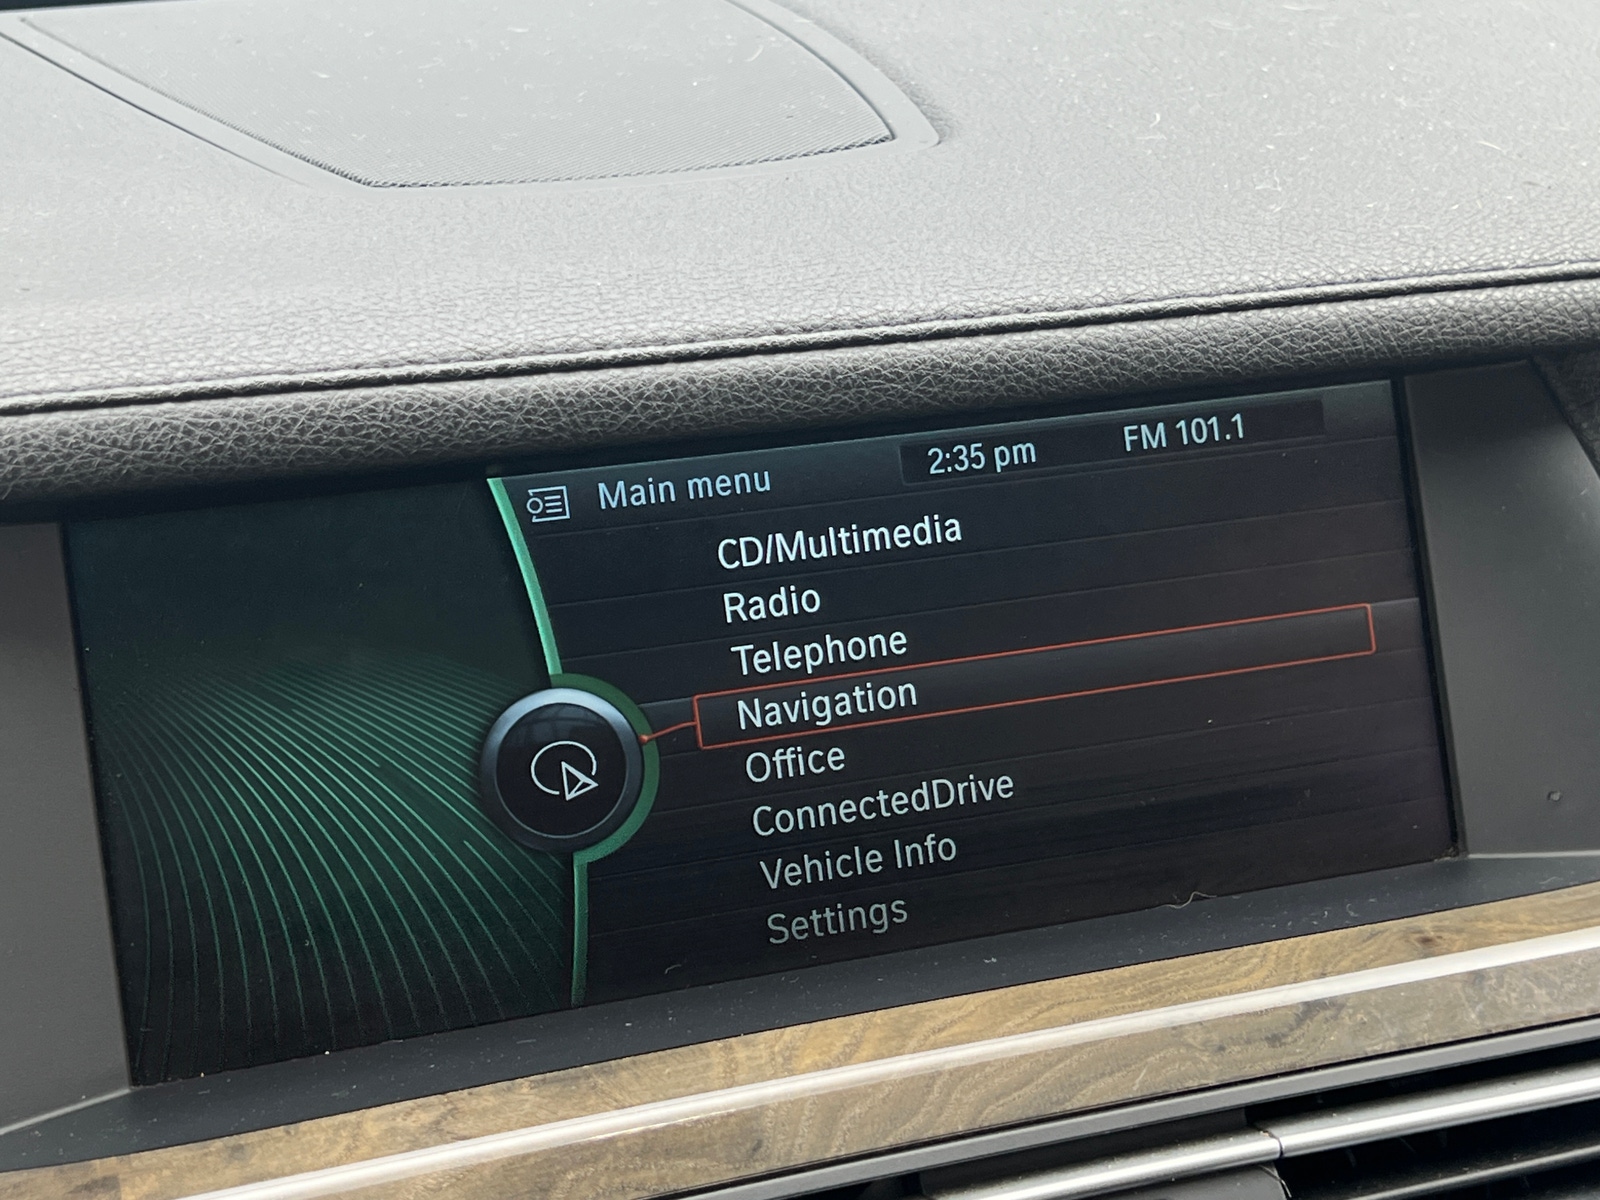 Main menu 2:35 pm FM 101.1
CD/Multimedia
Radio
Telephone
Navigation
Office
ConnectedDrive
Vehicle Info
Settings